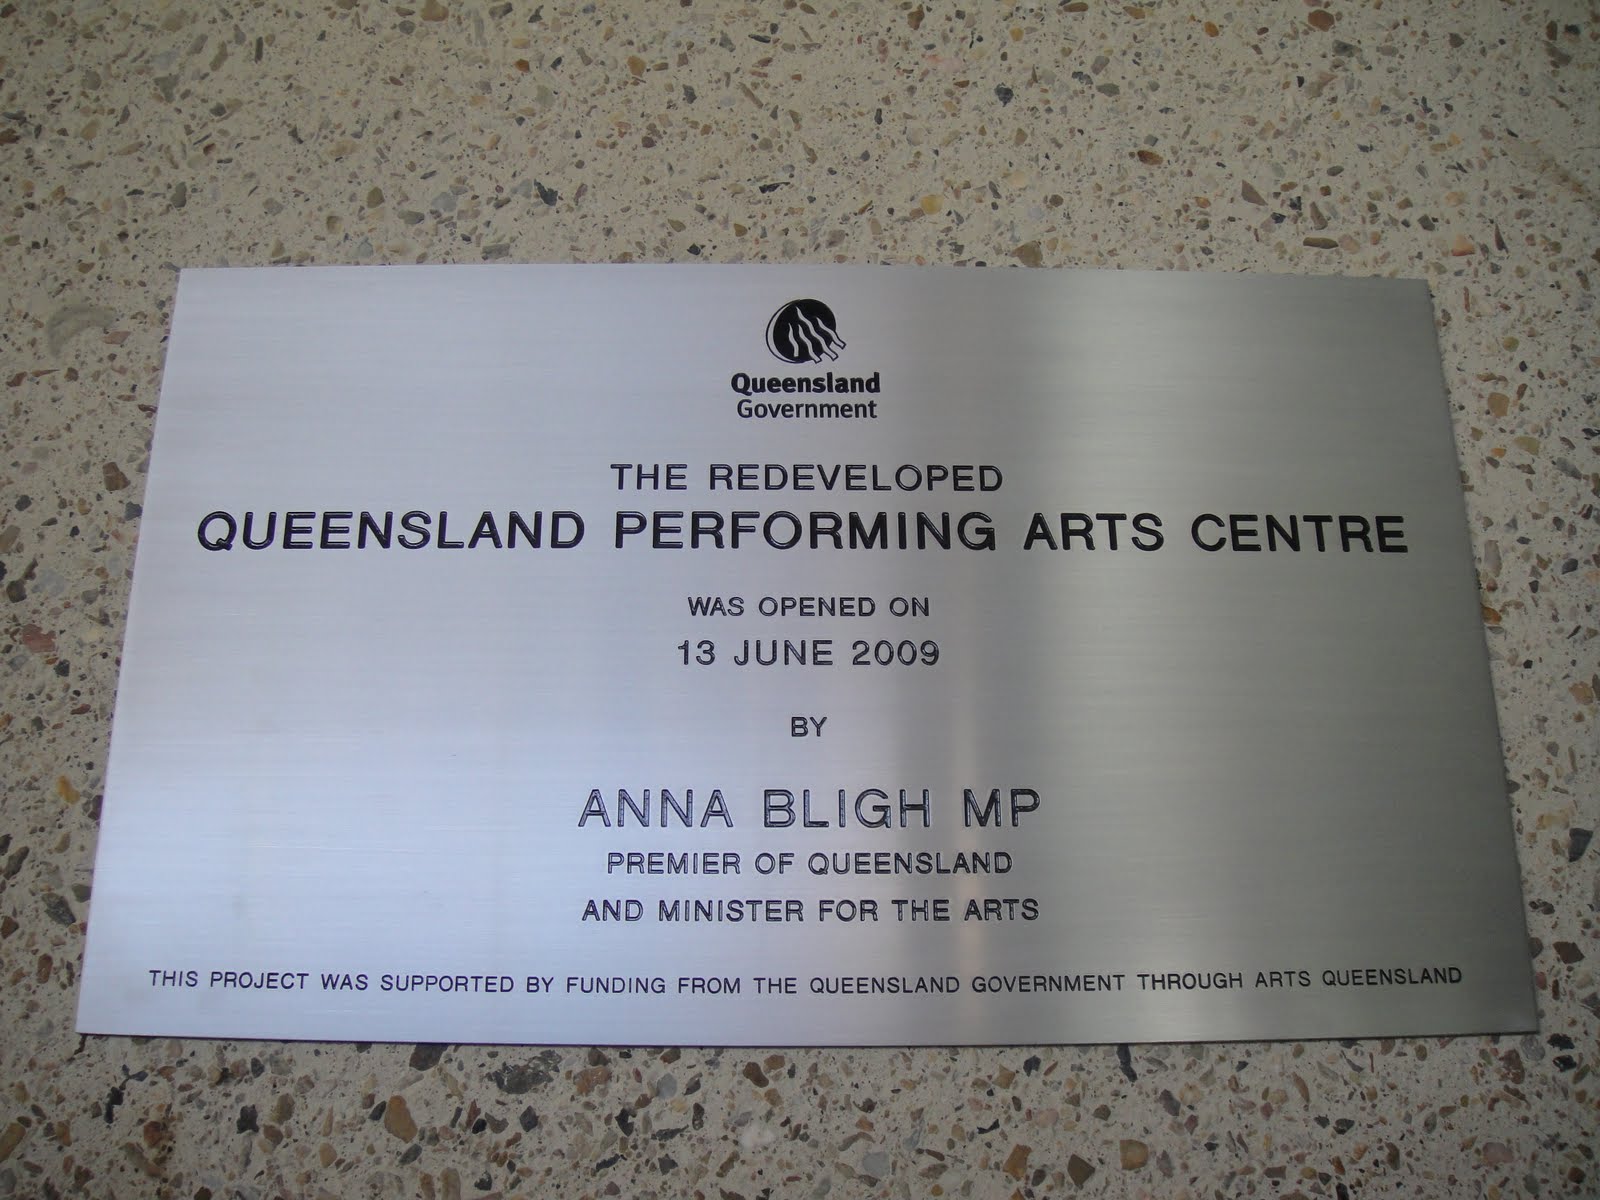 Queensland
Government
THE REDEVELOPED
QUEENSLAND PERFORMING ARTS CENTRE
WAS OPENED ON
13 JUNE 2009
BY
ANNA BLIGH MP
PREMIER OF QUEENSLAND
AND MINISTER FOR THE ARTS
THIS PROJECT WAS SUPPORTED BY FUNDING FROM THE QUEENSLAND GOVERNMENT THROUGH ARTS QUEENSLAND